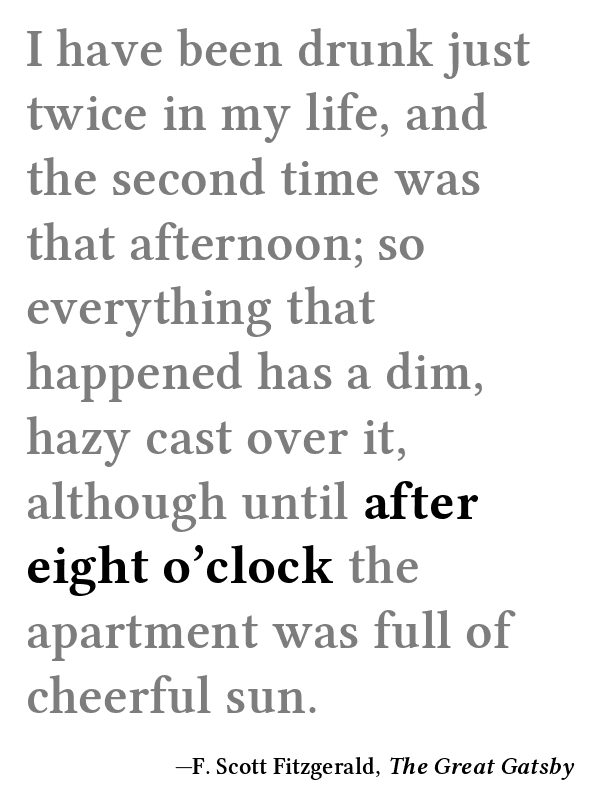 I have been drunk just
twice in my life, and
the second time was
that afternoon; so
everything that
happened has a dim,
hazy cast over it,
although until after
eight o’clock the
apartment was full of
cheerful sun.
—F. Scott Fitzgerald, The Great Gatsby